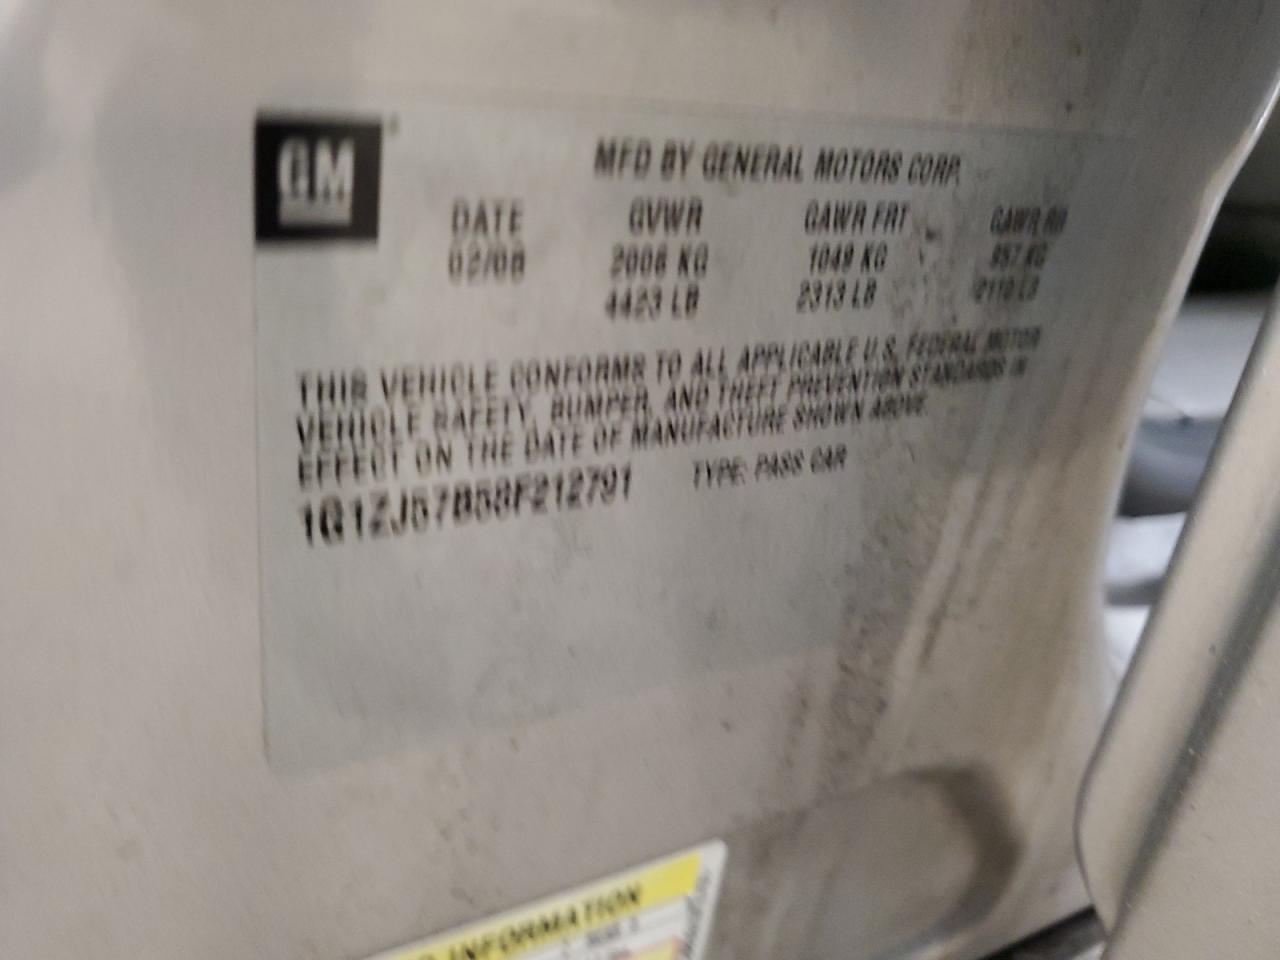 GM
MFD BY GENERAL MOTORS CORP.
DATE GVWR GAWR FRT GAWR RR
02/08 2006 KG 1049 KG 957 KG
4423 LB 2313 LB 2110 LB
THIS VEHICLE CONFORMS TO ALL APPLICABLE U.S. FEDERAL MOTOR
VEHICLE SAFETY, BUMPER, AND THEFT PREVENTION STANDARDS IN
EFFECT ON THE DATE OF MANUFACTURE SHOWN ABOVE.
1G1ZJ57B58F212791 TYPE: PASS CAR
INFORMATION